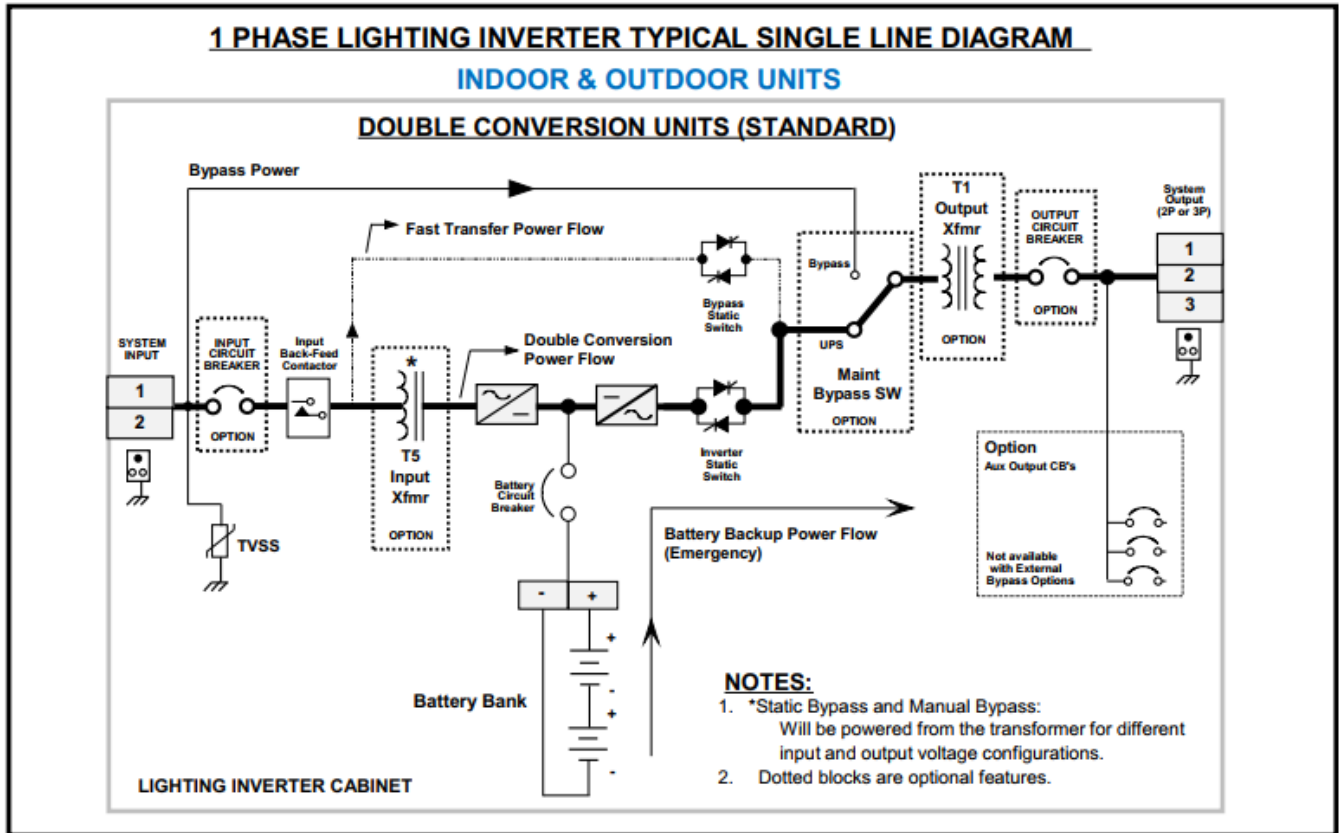 1 PHASE LIGHTING INVERTER TYPICAL SINGLE LINE DIAGRAM
INDOOR & OUTDOOR UNITS
DOUBLE CONVERSION UNITS (STANDARD)
Bypass Power
Fast Transfer Power Flow
Bypass
Static
Switch
Bypass
UPS
Maint
Bypass SW
OPTION
T1
Output
Xfmr
OPTION
OUTPUT
CIRCUIT
BREAKER
OPTION
System
Output
(2P or 3P)
1
2
3
SYSTEM
INPUT
1
2
INPUT
CIRCUIT
BREAKER
OPTION
Input
Back-Feed
Contactor
*
T5
Input
Xfmr
OPTION
Double Conversion
Power Flow
Inverter
Static
Switch
Battery
Circuit
Breaker
TVSS
Battery Backup Power Flow
(Emergency)
Option
Aux Output CB's
Not available
with External
Bypass Options
- +
+
-
+
-
Battery Bank
NOTES:
1. *Static Bypass and Manual Bypass:
Will be powered from the transformer for different
input and output voltage configurations.
2. Dotted blocks are optional features.
LIGHTING INVERTER CABINET